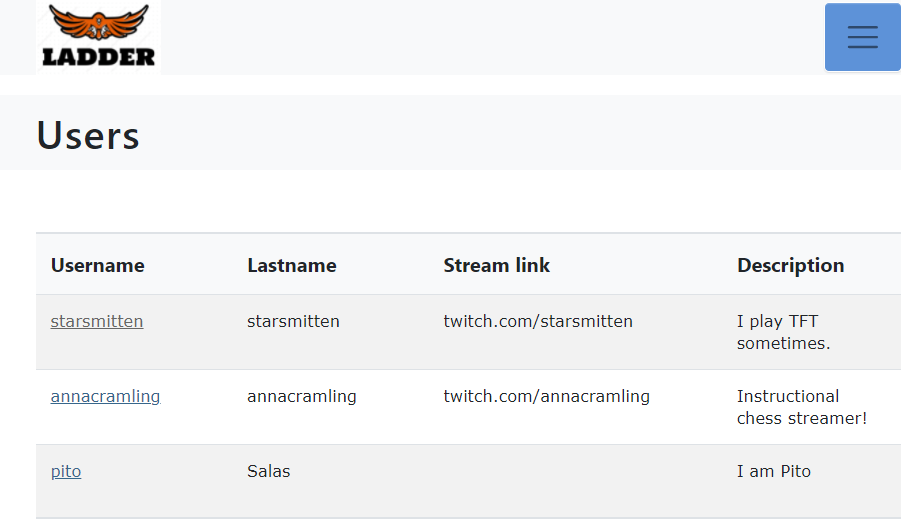 LADDER
Users
Username Lastname Stream link Description
starsmitten starsmitten twitch.com/starsmitten I play TFT
sometimes.
annacramling annacramling twitch.com/annacramling Instructional
chess streamer!
pito Salas I am Pito